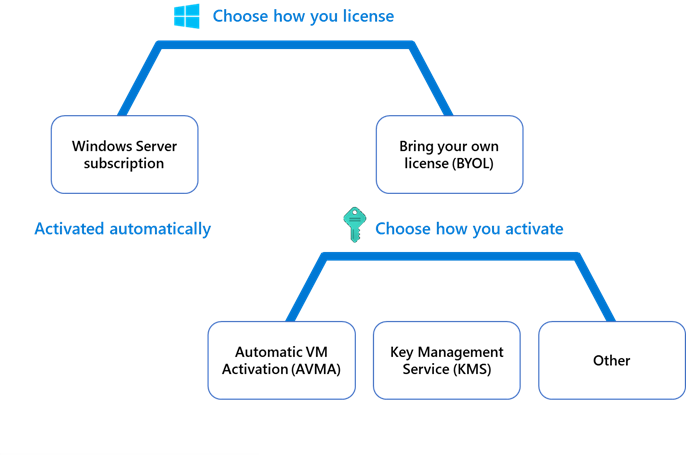 Choose how you license
Windows Server
subscription
Bring your own
license (BYOL)
Activated automatically
Choose how you activate
Automatic VM
Activation (AVMA)
Key Management
Service (KMS)
Other